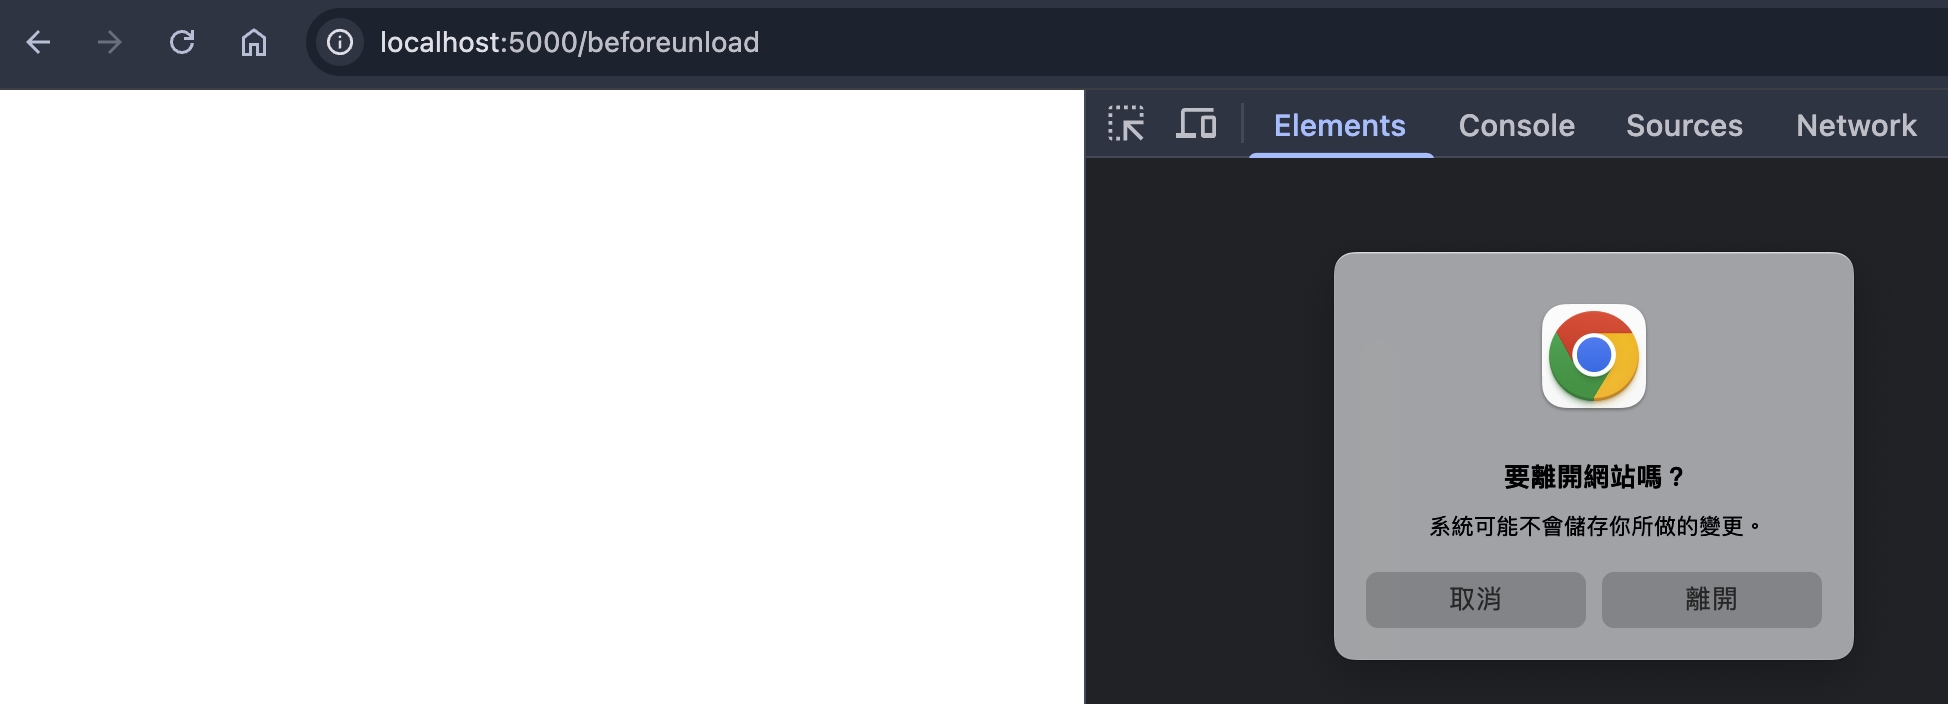 localhost:5000/beforeunload
Elements Console Sources Network
要離開網站嗎？
系統可能不會儲存你所做的變更。
取消 離開